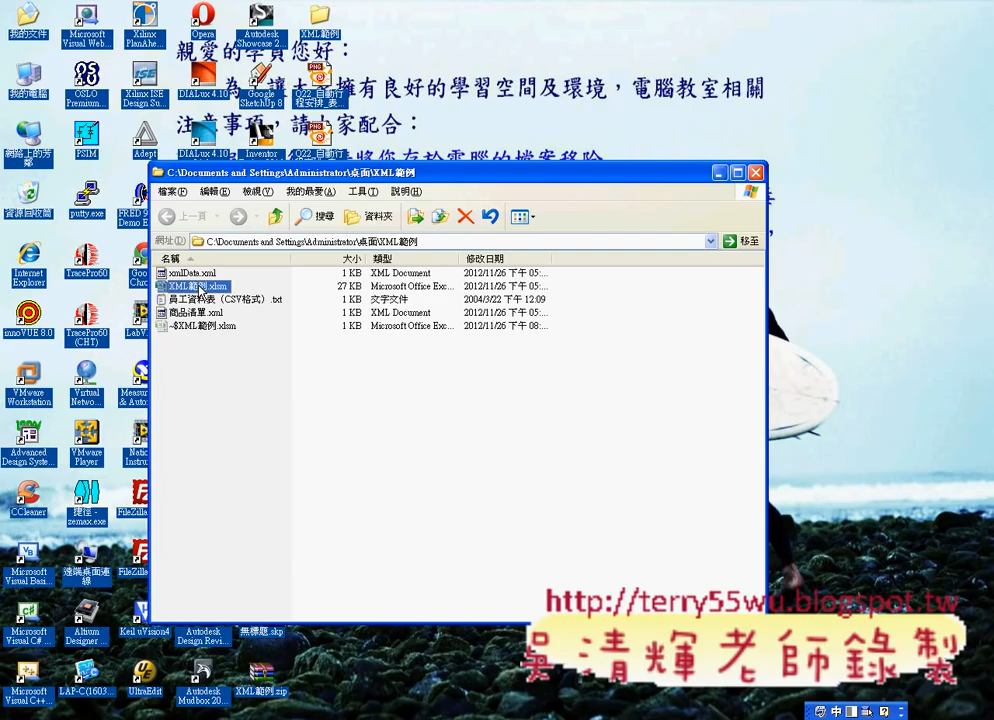 親愛的學員您好：
擁有良好的學習空間及環境，電腦教室相關
注意事項，請大家配合：
我的文件
Microsoft Visual Web...
Xilinx PlanAhe...
Opera
Autodesk Showcase 2...
XML範例
我的電腦
OSLO Premium...
Xilinx ISE Design Su...
DIALux 4.10
Google SketchUp 8
Q22_自動行程安排_表...
網路上的芳鄰
PSIM
Adept
DIALux 4.10
Inventor
Q22_自動行
資源回收筒
putty.exe
FRED 9 Demo E
Internet Explorer
TracePro60
Goo Chro
innoVUE 8.0
TracePro60 (CHT)
LabV
VMware Workstation
Virtual Netwo...
Measur & Auto
Advanced Design Syste...
VMware Player
Natio Instru
CCleaner
捷徑 - zemax.exe
FileZilla
Microsoft Visual Basi...
遠端桌面連線
FileZilla
Microsoft Visual C# ...
Altium Designer ...
Keil uVision4
Autodesk Design Revi...
無標題.skp
Microsoft Visual C++...
LAP-C(1603...
UltraEdit
Autodesk Mudbox 20...
XML範例.zip
C:\Documents and Settings\Administrator\桌面\XML範例
檔案(F) 編輯(E) 檢視(V) 我的最愛(A) 工具(T) 說明(H)
上一頁 搜尋 資料夾
網址(D) C:\Documents and Settings\Administrator\桌面\XML範例 移至
名稱 大小 類型 修改日期
xmlData.xml 1 KB XML Document 2012/11/26 下午 05:...
XML範例.xlsm 27 KB Microsoft Office Exc... 2012/11/26 下午 05:...
員工資料表（CSV格式）.txt 1 KB 文字文件 2004/3/22 下午 12:09
商品清單.xml 1 KB XML Document 2012/11/26 下午 05:...
~$XML範例.xlsm 1 KB Microsoft Office Exc... 2012/11/26 下午 08:...
http://terry55wu.blogspot.tw
吳清輝老師錄製
中